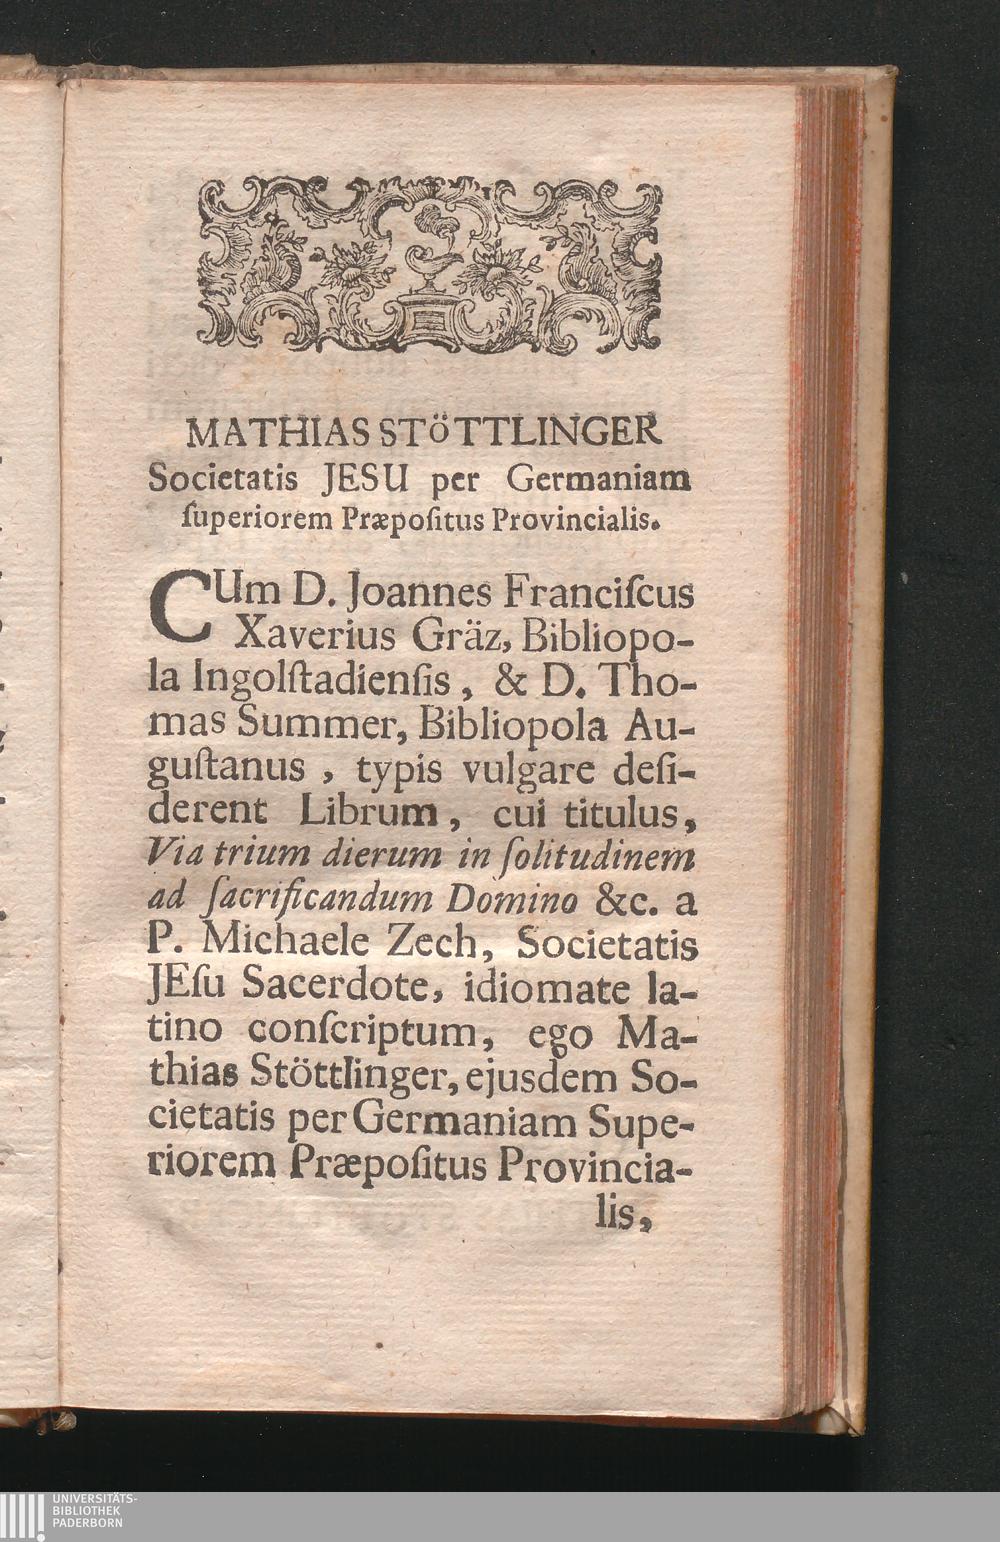 MATHIAS STöTTLINGER
Societatis JESU per Germaniam
ſuperiorem Præpoſitus Provincialis.
CUm D. Joannes Franciſcus
Xaverius Gräz, Bibliopo-
la Ingolſtadienſis, & D. Tho-
mas Summer, Bibliopola Au-
guſtanus, typis vulgare deſi-
derent Librum, cui titulus,
Via trium dierum in ſolitudinem
ad ſacrificandum Domino &c. a
P. Michaele Zech, Societatis
JEſu Sacerdote, idiomate la-
tino conſcriptum, ego Ma-
thias Stöttlinger, ejusdem So-
cietatis per Germaniam Supe-
riorem Præpoſitus Provincia-
lis,
UNIVERSITÄTS-
BIBLIOTHEK
PADERBORN